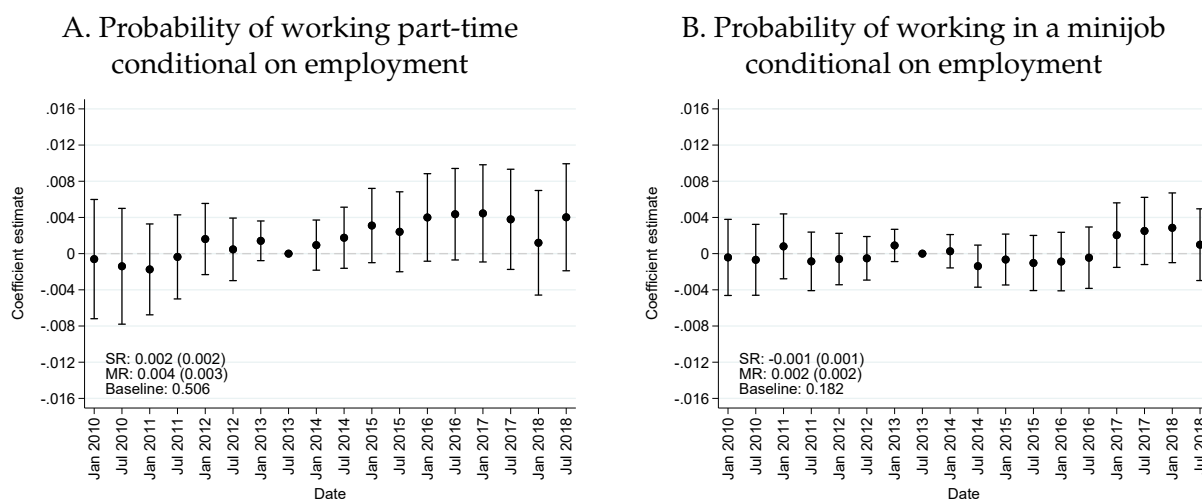 A. Probability of working part-time
conditional on employment
.016
.012
.008
.004
0
-.004
-.008
-.012
-.016
Coefficient estimate
SR: 0.002 (0.002)
MR: 0.004 (0.003)
Baseline: 0.506
Jan 2010
Jul 2010
Jan 2011
Jul 2011
Jan 2012
Jul 2012
Jan 2013
Jul 2013
Jan 2014
Jul 2014
Jan 2015
Jul 2015
Jan 2016
Jul 2016
Jan 2017
Jul 2017
Jan 2018
Jul 2018
Date
B. Probability of working in a minijob
conditional on employment
.016
.012
.008
.004
0
-.004
-.008
-.012
-.016
Coefficient estimate
SR: -0.001 (0.001)
MR: 0.002 (0.002)
Baseline: 0.182
Jan 2010
Jul 2010
Jan 2011
Jul 2011
Jan 2012
Jul 2012
Jan 2013
Jul 2013
Jan 2014
Jul 2014
Jan 2015
Jul 2015
Jan 2016
Jul 2016
Jan 2017
Jul 2017
Jan 2018
Jul 2018
Date